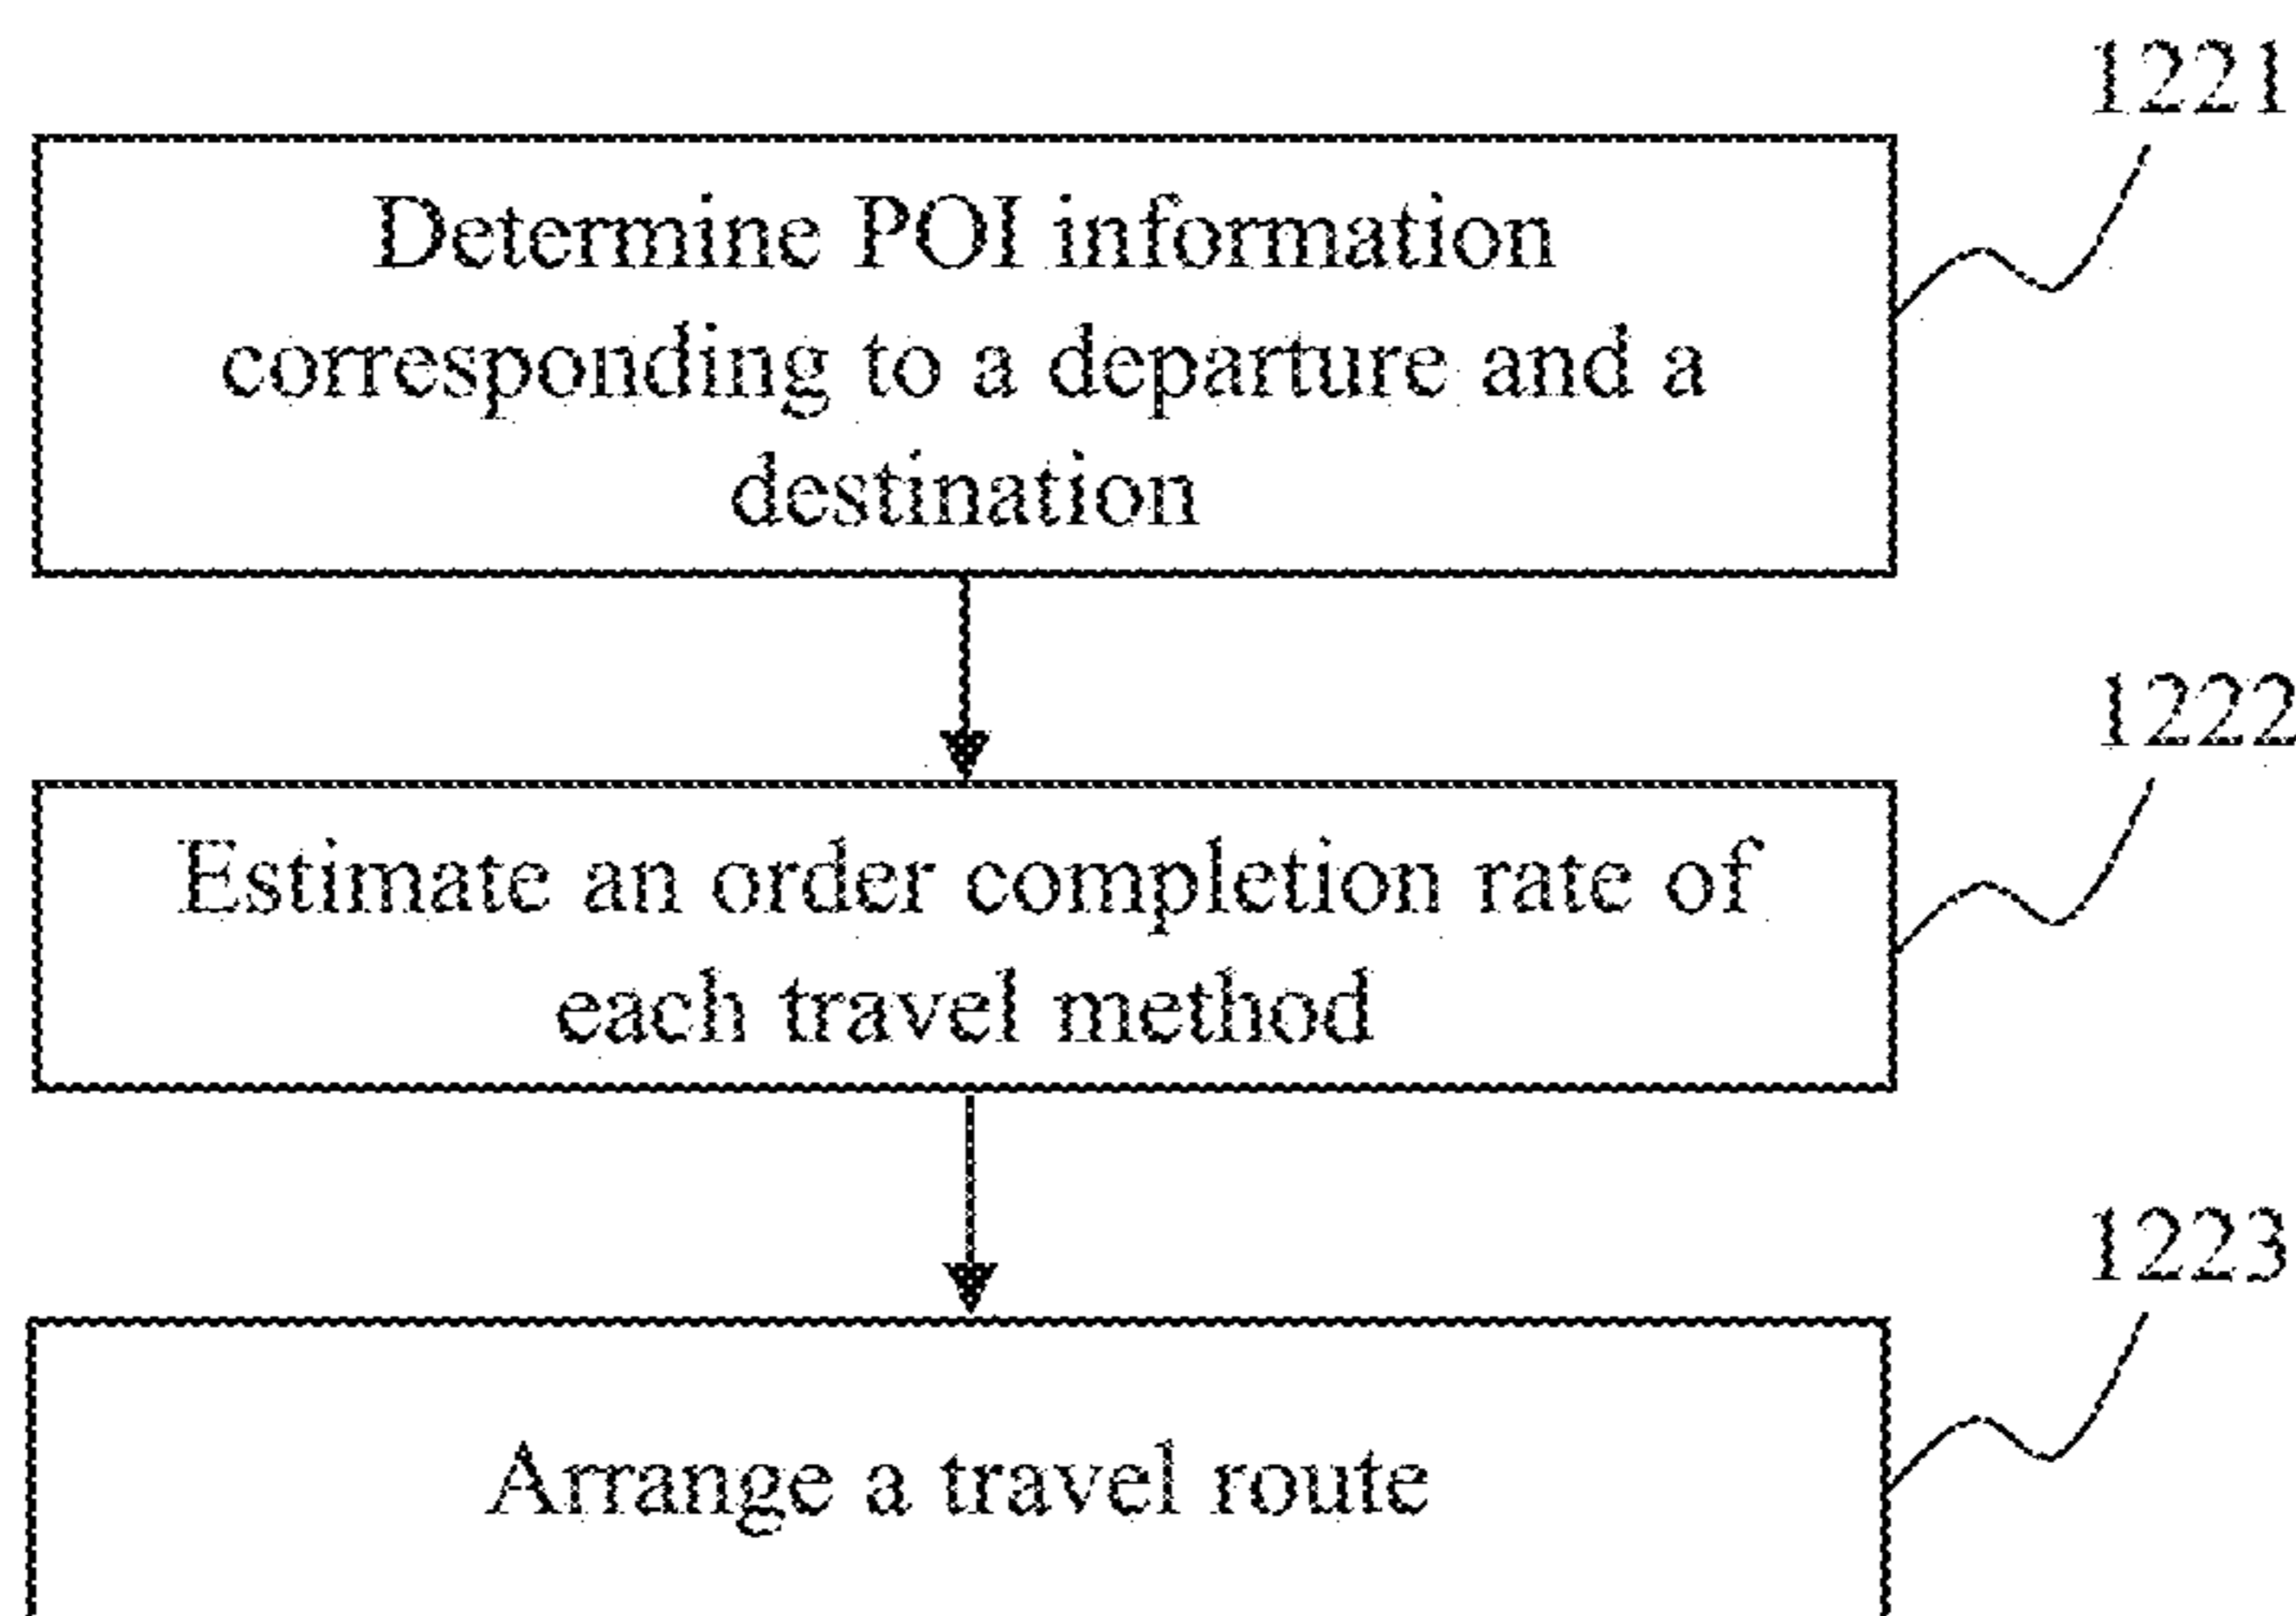 1221
Determine POI information
corresponding to a departure and a
destination
1222
Estimate an order completion rate of
each travel method
1223
Arrange a travel route